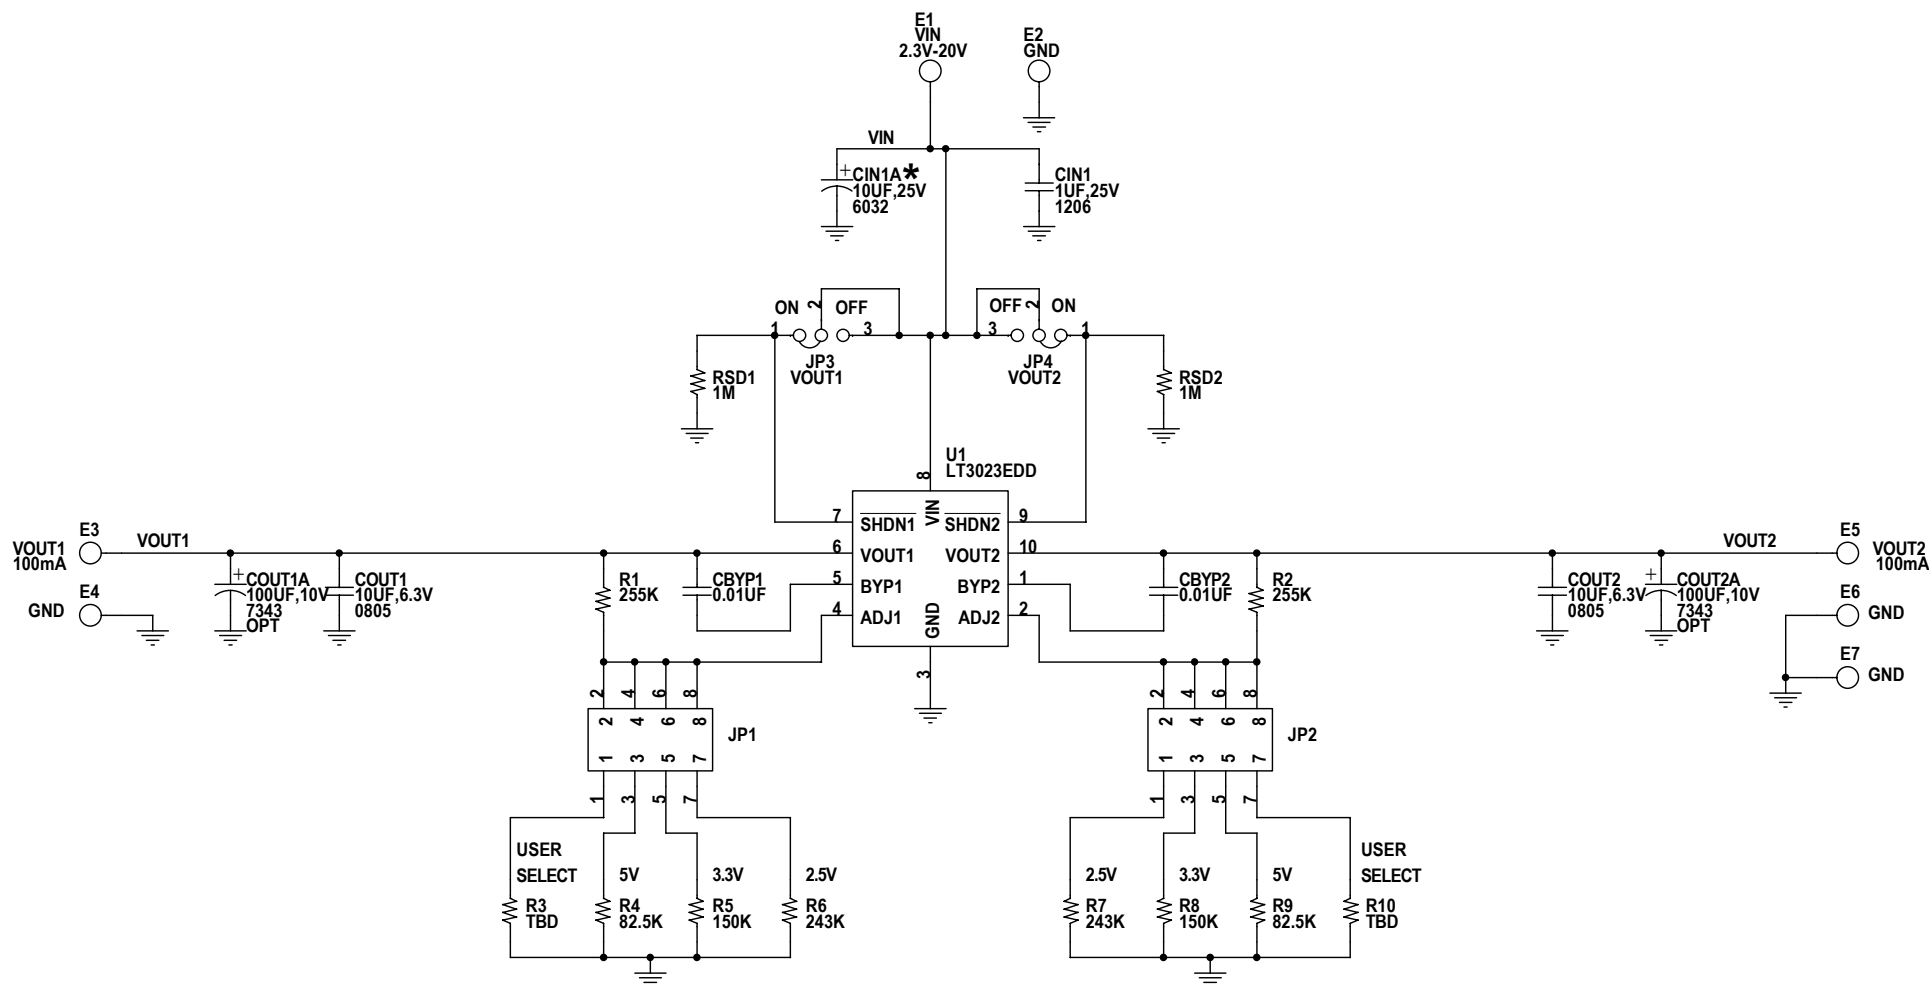 E1
VIN
2.3V-20V
E2
GND
VIN
+
CIN1A*
10UF,25V
6032
CIN1
1UF,25V
1206
ON
2
OFF
1
3
JP3
VOUT1
OFF
2
ON
3
1
JP4
VOUT2
RSD1
1M
RSD2
1M
U1
LT3023EDD
8
7
SHDN1
VIN
SHDN2
9
6
VOUT1
VOUT2
10
5
BYP1
BYP2
1
4
ADJ1
GND
ADJ2
2
3
E3
VOUT1
100mA
VOUT1
E4
GND
+
COUT1A
100UF,10V
7343
OPT
COUT1
10UF,6.3V
0805
R1
255K
CBYP1
0.01UF
CBYP2
0.01UF
R2
255K
COUT2
10UF,6.3V
0805
+
COUT2A
100UF,10V
7343
OPT
VOUT2
E5
VOUT2
100mA
E6
GND
E7
GND
2 4 6 8
2 4 6 8
1 3 5 7
JP1
1 3 5 7
2 4 6 8
2 4 6 8
1 3 5 7
JP2
1 3 5 7
USER
SELECT
R3
TBD
5V
R4
82.5K
3.3V
R5
150K
2.5V
R6
243K
2.5V
R7
243K
3.3V
R8
150K
5V
R9
82.5K
USER
SELECT
R10
TBD